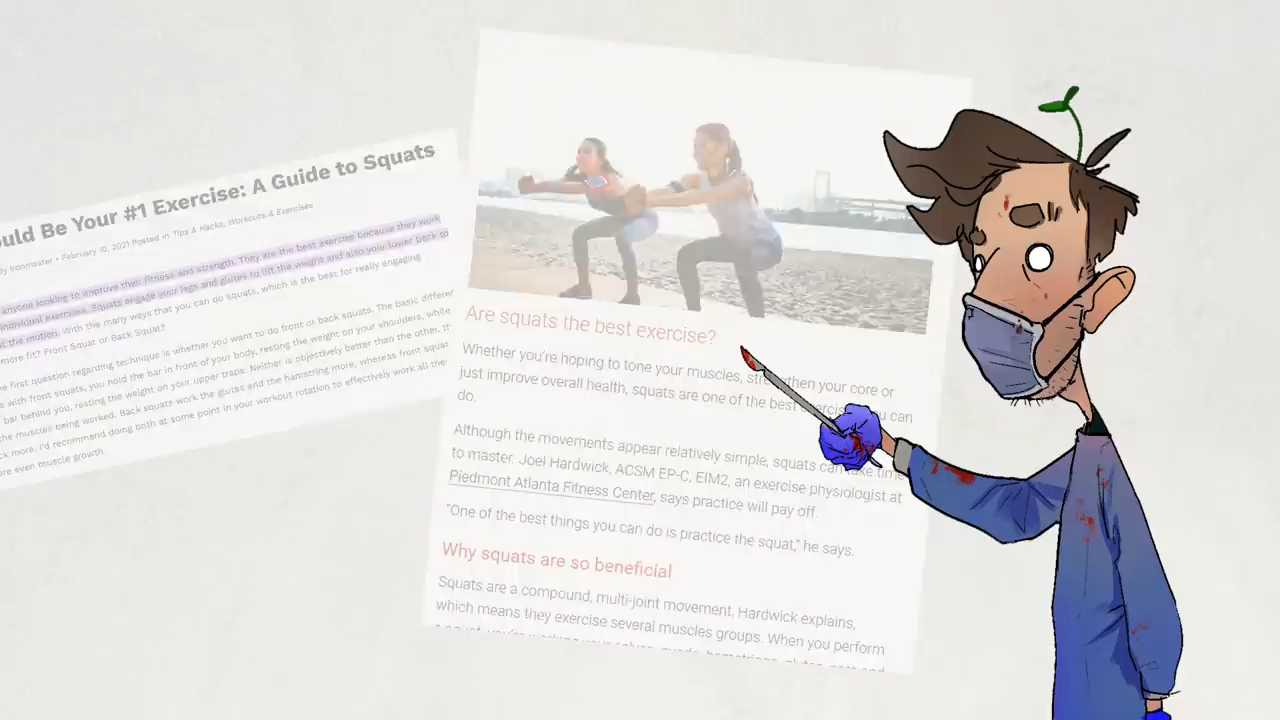 ould Be Your #1 Exercise: A Guide to Squats
By Ironmaster • February 10, 2021 Posted in Tips & Hacks, Workouts & Exercises
anyone looking to improve their fitness and strength. They are the best exercise because they work
individual exercises. Squats engage your legs and glutes to lift the weight and also your lower back to
the motion. With the many ways that you can do squats, which is the best for really engaging
more fit? Front Squat or Back Squat?
first question regarding technique is whether you want to do front or back squats. The basic differen
with front squats, you hold the bar in front of your body, resting the weight on your shoulders, while
bar behind you, resting the weight on your upper traps. Neither is objectively better than the other,
the muscles being worked. Back squats work the glutes and the hamstring more, whereas front squat
more. I'd recommend doing both at some point in your workout rotation to effectively work all
even muscle growth.
Are squats the best exercise?
Whether you're hoping to tone your muscles, strengthen your core or
just improve overall health, squats are one of the best exercises you can
do.
Although the movements appear relatively simple, squats can take time
to master. Joel Hardwick, ACSM EP-C, EIM2, an exercise physiologist at
Piedmont Atlanta Fitness Center, says practice will pay off.
"One of the best things you can do is practice the squat," he says.
Why squats are so beneficial
Squats are a compound, multi-joint movement, Hardwick explains,
which means they exercise several muscles groups. When you perform